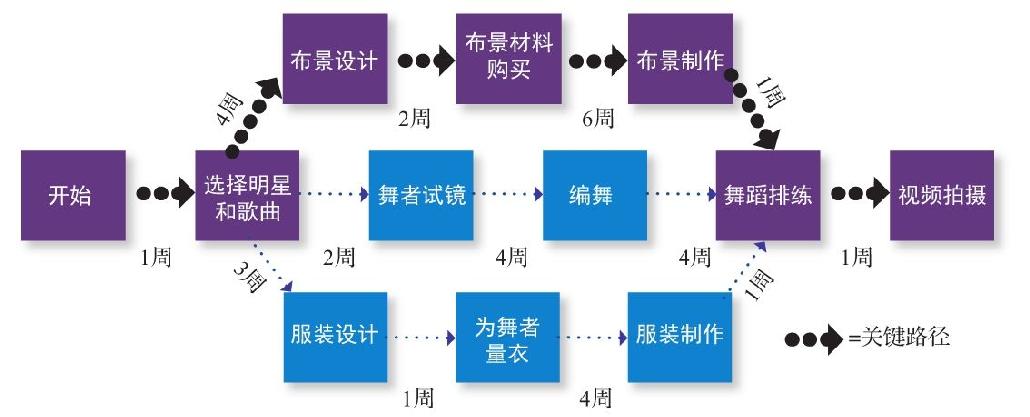 布景设计
布景材料
购买
布景制作
4周
2周
6周
1周
开始
选择明星
和歌曲
舞者试镜
编舞
舞蹈排练
视频拍摄
1周
2周
4周
4周
1周
3周
1周
服装设计
为舞者
量衣
服装制作
=关键路径
1周
4周